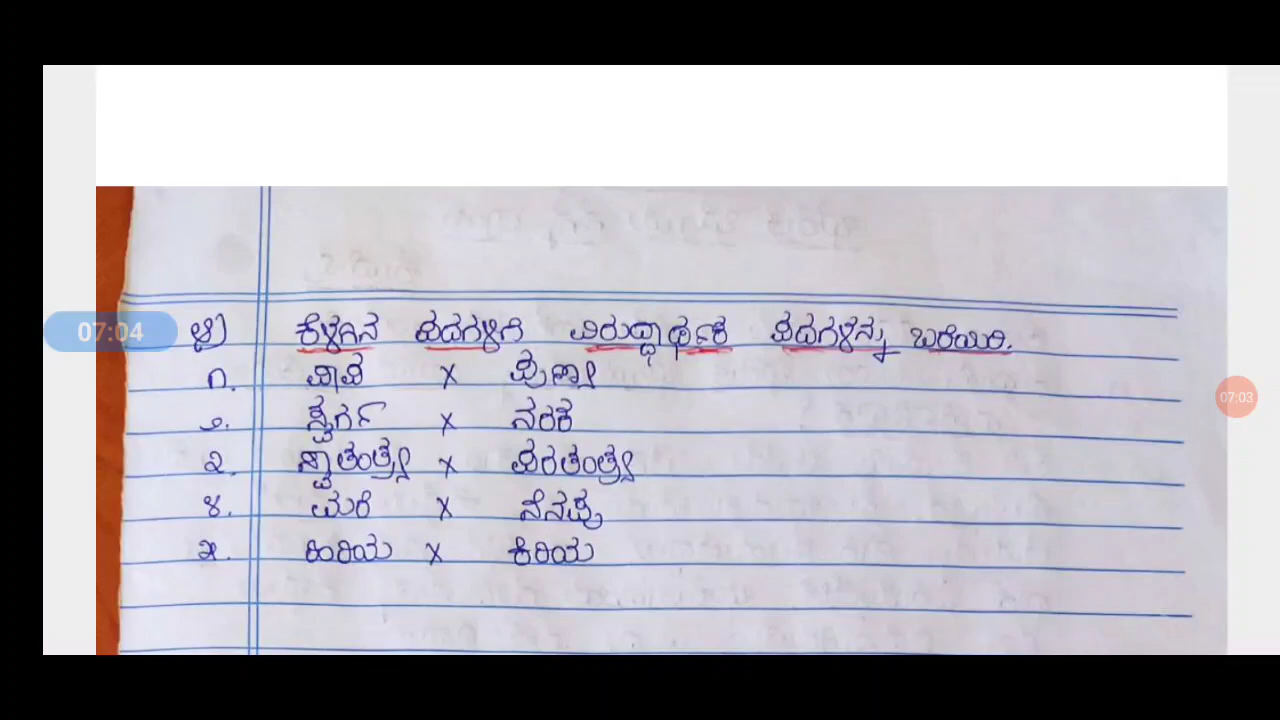 ಳ) ಕೆಳಗಿನ ಪದಗಳಿಗೆ ವಿರುದ್ಧಾರ್ಥಕ ಪದಗಳನ್ನು ಬರೆಯಿರಿ.
೧. ಪಾಪ x ಪುಣ್ಯ
೨. ಸ್ವರ್ಗ x ನರಕ
೩. ಸ್ವಾತಂತ್ರ್ಯ x ಪರತಂತ್ರ್ಯ
೪. ಮರೆ x ನೆನಪು
೫. ಹಿರಿಯ x ಕಿರಿಯ
07:04
07:03